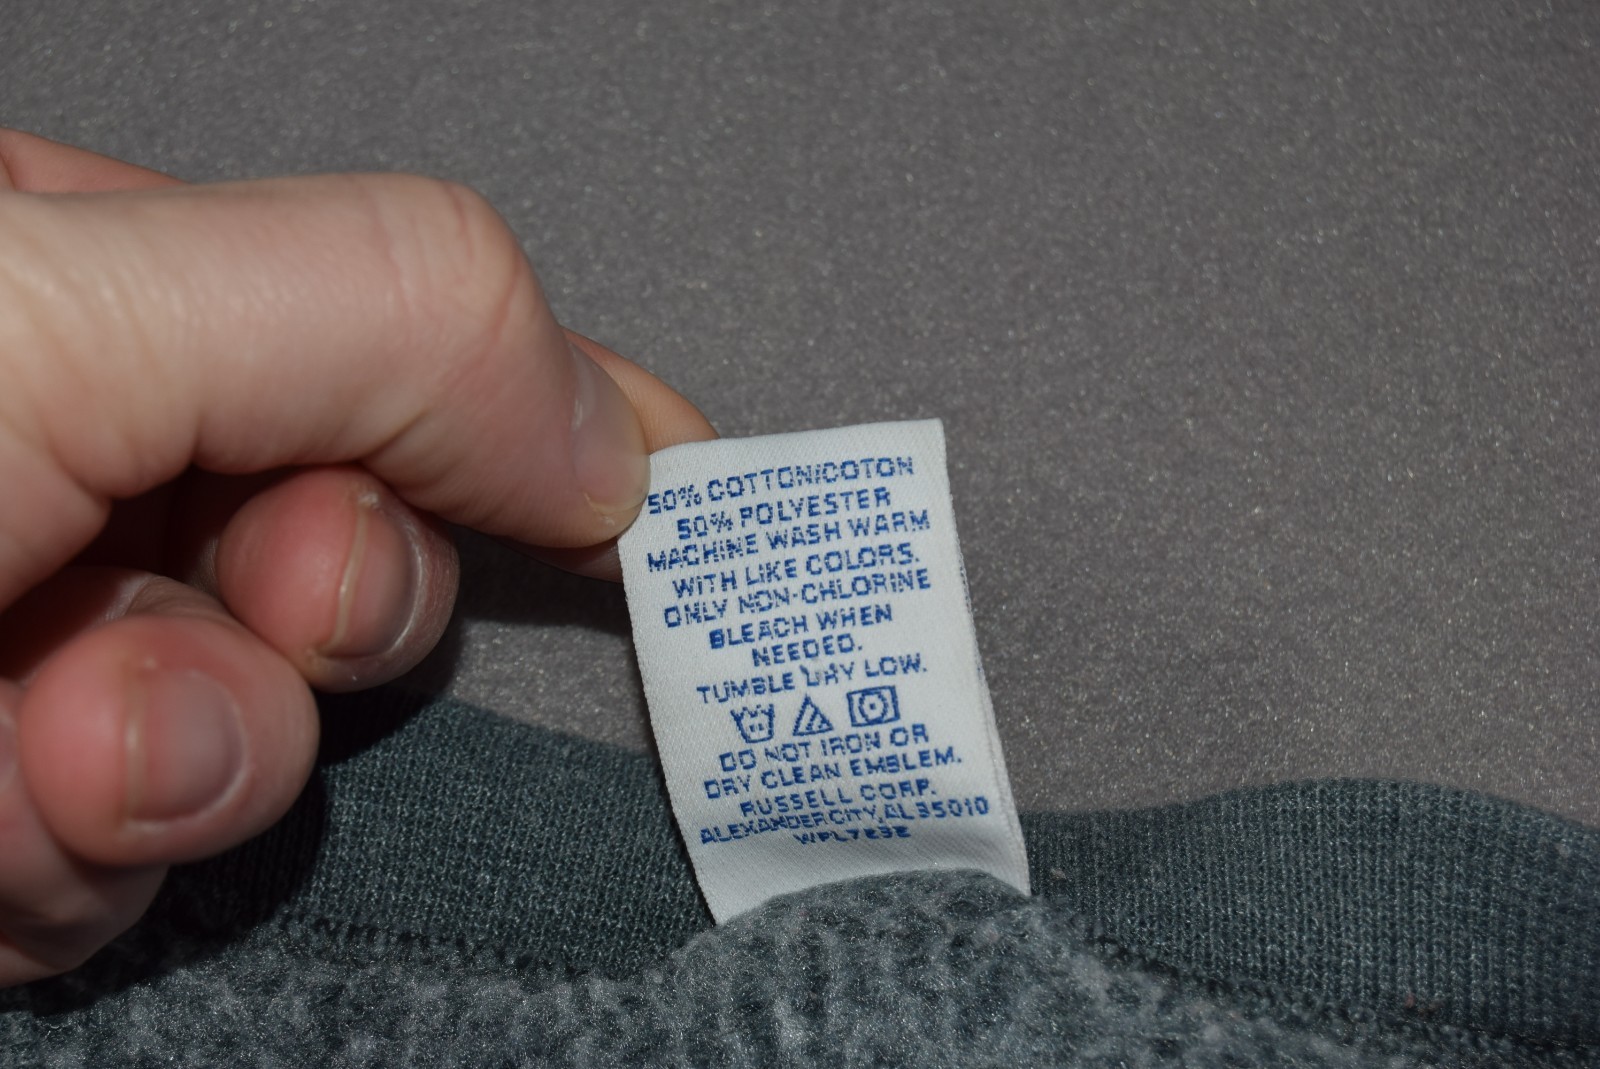 50% COTTON/COTON
50% POLYESTER
MACHINE WASH WARM
WITH LIKE COLORS.
ONLY NON-CHLORINE
BLEACH WHEN
NEEDED.
TUMBLE DRY LOW.
DO NOT IRON OR
DRY CLEAN EMBLEM.
RUSSELL CORP.
ALEXANDER CITY, AL 35010